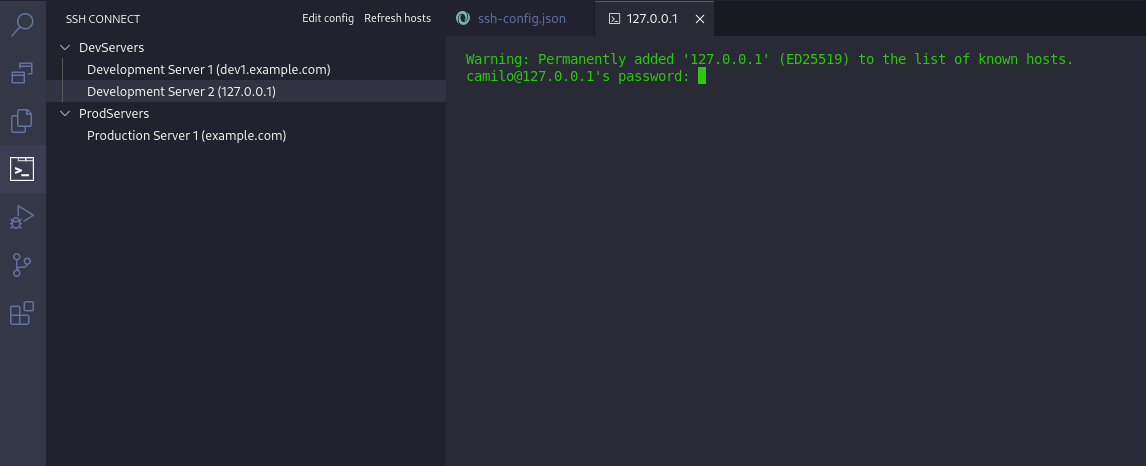 SSH CONNECT
Edit config
Refresh hosts
DevServers
Development Server 1 (dev1.example.com)
Development Server 2 (127.0.0.1)
ProdServers
Production Server 1 (example.com)
ssh-config.json
127.0.0.1
Warning: Permanently added '127.0.0.1' (ED25519) to the list of known hosts.
camilo@127.0.0.1's password: